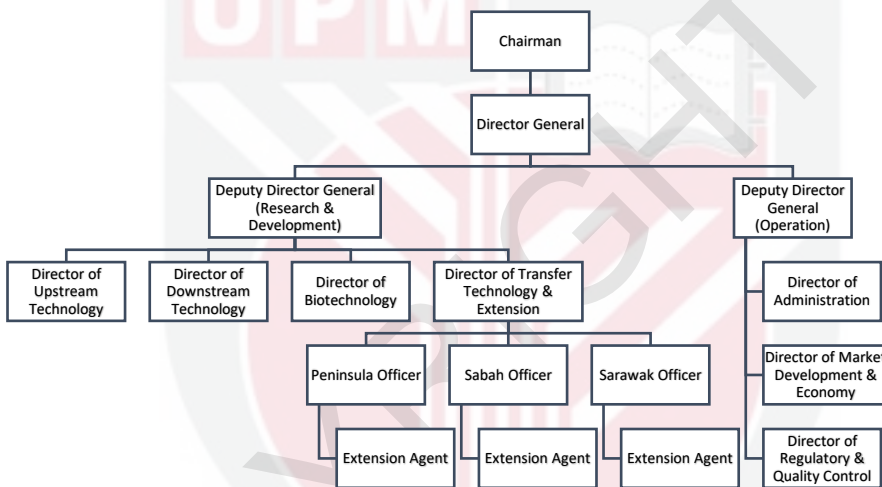 UPM
Chairman
Director General
Deputy Director General
(Research &
Development)
Deputy Director
General
(Operation)
Director of
Upstream
Technology
Director of
Downstream
Technology
Director of
Biotechnology
Director of Transfer
Technology &
Extension
Director of
Administration
Peninsula Officer
Sabah Officer
Sarawak Officer
Director of Market
Development &
Economy
Extension Agent
Extension Agent
Extension Agent
Director of
Regulatory &
Quality Control
YRIGHT